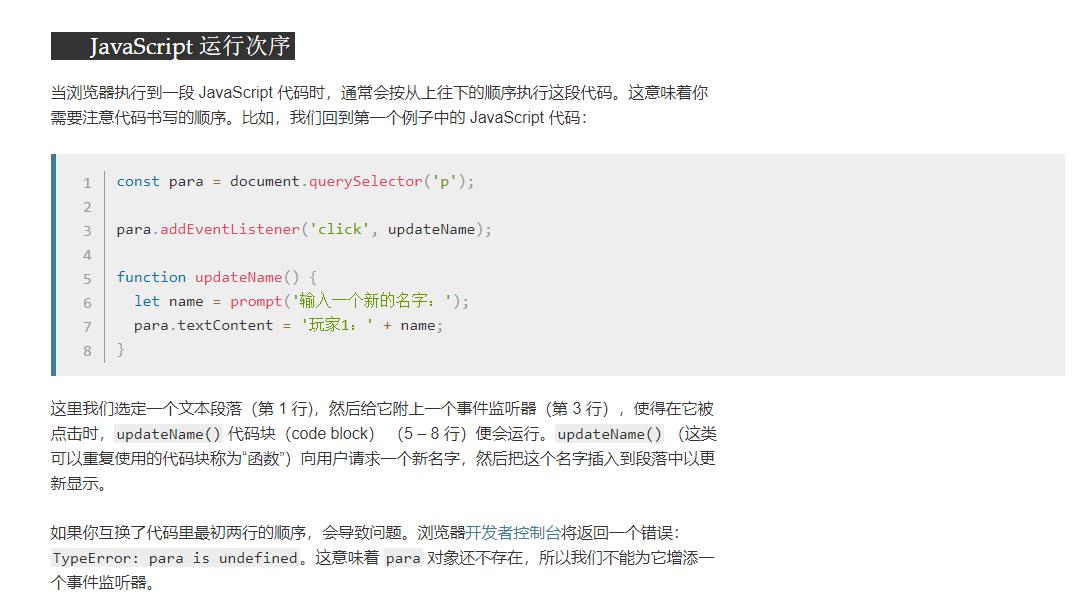 JavaScript 运行次序
当浏览器执行到一段 JavaScript 代码时，通常会按从上往下的顺序执行这段代码。这意味着你
需要注意代码书写的顺序。比如，我们回到第一个例子中的 JavaScript 代码：
1 const para = document.querySelector('p');
2
3 para.addEventListener('click', updateName);
4
5 function updateName() {
6 let name = prompt('输入一个新的名字：');
7 para.textContent = '玩家1：' + name;
8 }
这里我们选定一个文本段落（第 1 行），然后给它附上一个事件监听器（第 3 行），使得在它被
点击时，updateName() 代码块（code block） （5 – 8 行）便会运行。updateName() （这类
可以重复使用的代码块称为“函数”）向用户请求一个新名字，然后把这个名字插入到段落中以更
新显示。
如果你互换了代码里最初两行的顺序，会导致问题。浏览器开发者控制台将返回一个错误：
TypeError: para is undefined。这意味着 para 对象还不存在，所以我们不能为它增添一
个事件监听器。